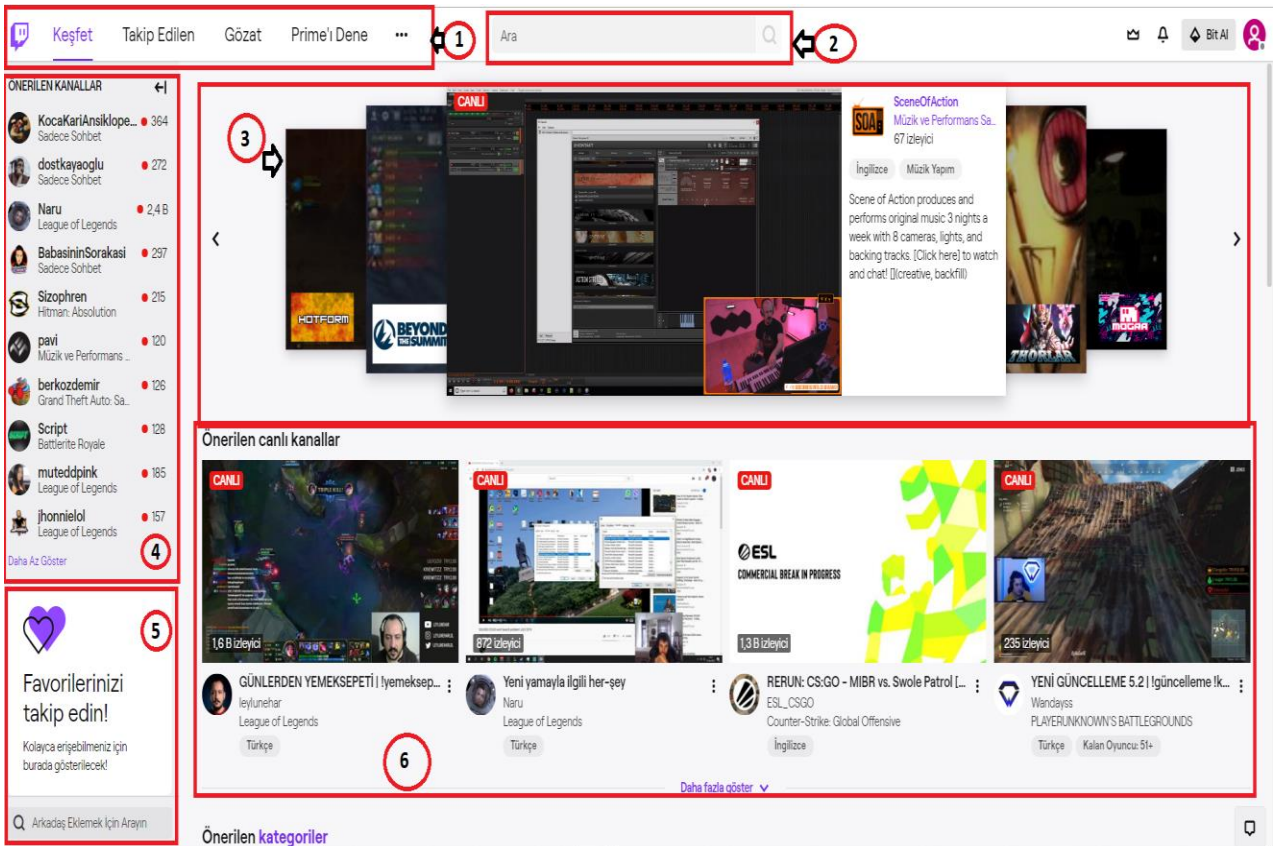 Keşfet Takip Edilen Gözat Prime'ı Dene ••• 1
Ara 2
Bit Al
ÖNERİLEN KANALLAR
KocaKariAnsiklope... 364
Sadece Sohbet
dostkayaoglu 272
Sadece Sohbet
Naru 2,4 B
League of Legends
BabasininSorakasi 297
Sadece Sohbet
Sizophren 215
Hitman: Absolution
pavi 120
Müzik ve Performans ...
berkozdemir 126
Grand Theft Auto: Sa...
Script 128
Battlerite Royale
muteddpink 185
League of Legends
jhonnielol 157
League of Legends
Daha Az Göster
4
5
Favorilerinizi
takip edin!
Kolayca erişebilmeniz için
burada gösterilecek!
Arkadaş Eklemek İçin Arayın
3
HOTFORM
BEYOND
THE SUMMIT
CANLI
KONTAKT
SOA
SceneOfAction
Müzik ve Performans Sa...
67 izleyici
İngilizce Müzik Yapım
Scene of Action produces and
performs original music 3 nights a
week with 8 cameras, lights, and
backing tracks. [Click here] to watch
and chat! [](creative, backfill)
THORLAR
MOGRA
Önerilen canlı kanallar
CANLI
TRIPLE KILL!
1,6 B izleyici
GÜNLERDEN YEMEKSEPETİ | !yemeksep...
leylunehar
League of Legends
Türkçe
CANLI
872 izleyici
Yeni yamayla ilgili her-şey
Naru
League of Legends
Türkçe
CANLI
ESL
COMMERCIAL BREAK IN PROGRESS
1,3 B izleyici
RERUN: CS:GO - MIBR vs. Swole Patrol [...
ESL_CSGO
Counter-Strike: Global Offensive
İngilizce
CANLI
235 izleyici
YENİ GÜNCELLEME 5.2 | !güncelleme !k...
Wandayss
PLAYERUNKNOWN'S BATTLEGROUNDS
Türkçe Kalan Oyuncu: 51+
6
Daha fazla göster
Önerilen kategoriler